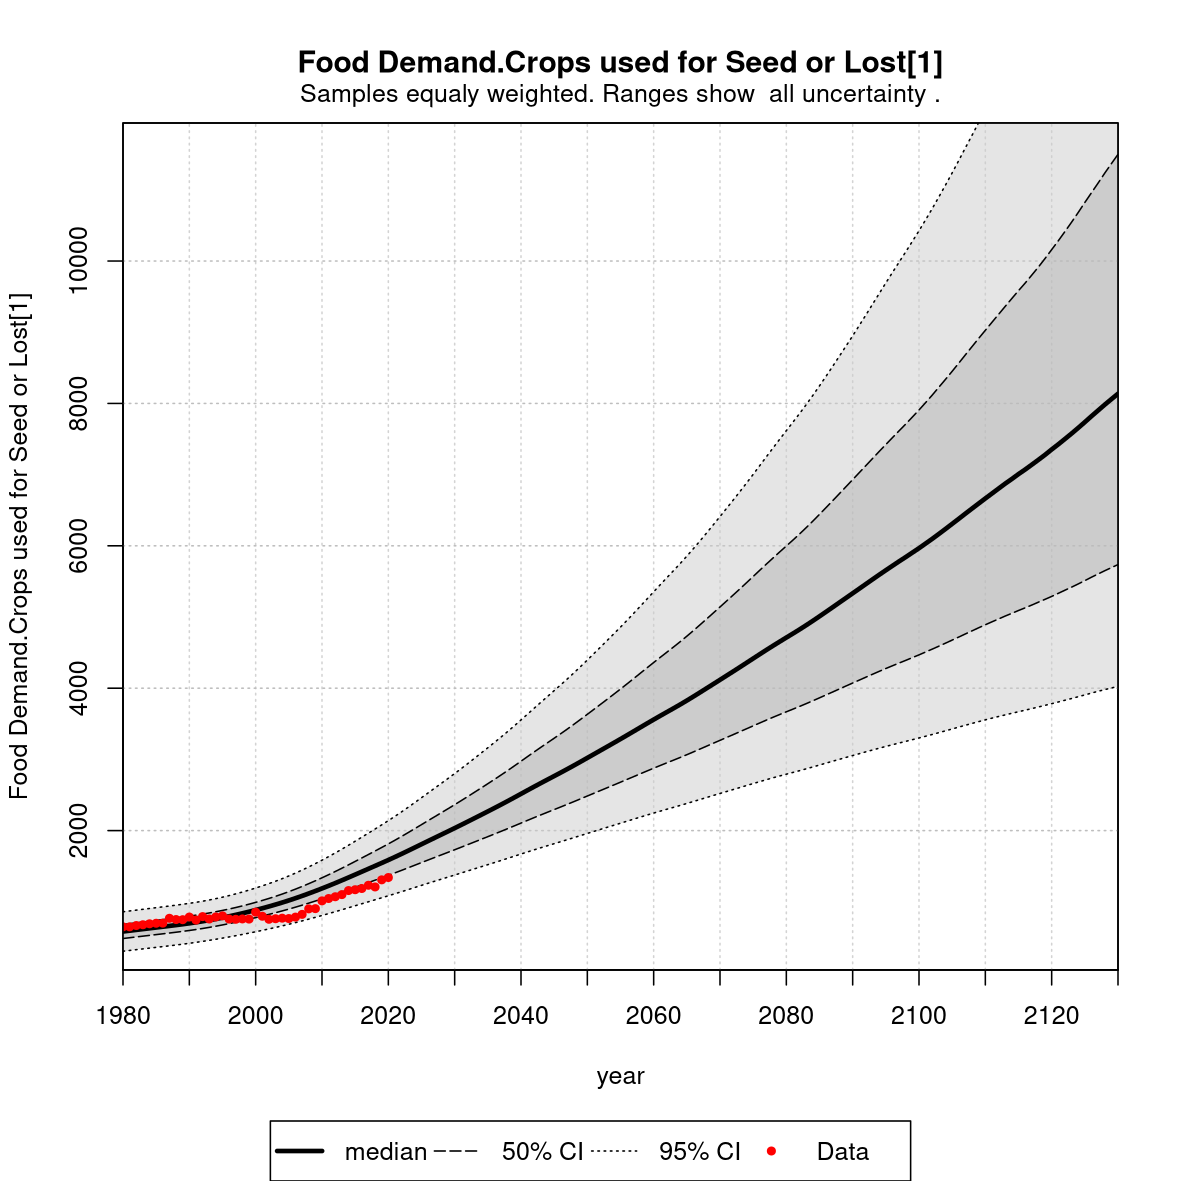 Food Demand.Crops used for Seed or Lost[1]
Samples equaly weighted. Ranges show  all uncertainty .
Food Demand.Crops used for Seed or Lost[1]
10000
8000
6000
4000
2000
1980 2000 2020 2040 2060 2080 2100 2120
year
median 50% CI 95% CI Data